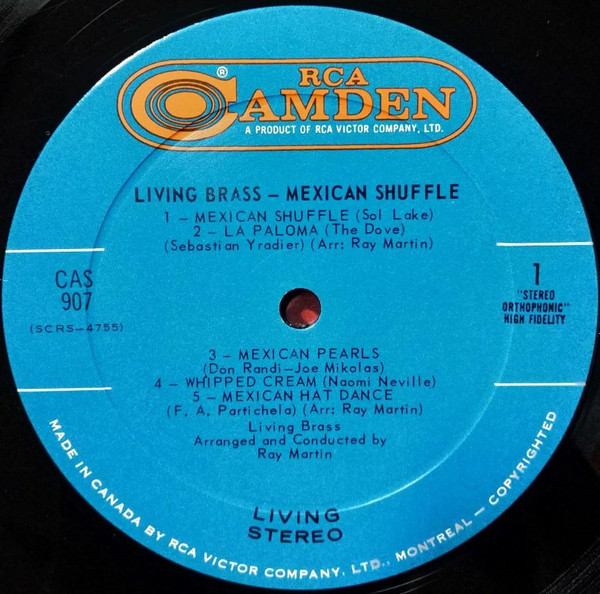 RCA
CAMDEN
®
A PRODUCT OF RCA VICTOR COMPANY, LTD.
LIVING BRASS – MEXICAN SHUFFLE
1 – MEXICAN SHUFFLE (Sol Lake)
2 – LA PALOMA (The Dove)
(Sebastian Yradier) (Arr: Ray Martin)
CAS
907
(SCRS-4755)
1
"STEREO
ORTHOPHONIC"
HIGH FIDELITY
3 – MEXICAN PEARLS
(Don Randi-Joe Mikolas)
4 – WHIPPED CREAM (Naomi Neville)
5 – MEXICAN HAT DANCE
(F. A. Partichela) (Arr: Ray Martin)
Living Brass
Arranged and Conducted by
Ray Martin
LIVING
STEREO
MADE IN CANADA BY RCA VICTOR COMPANY, LTD., MONTREAL – COPYRIGHTED